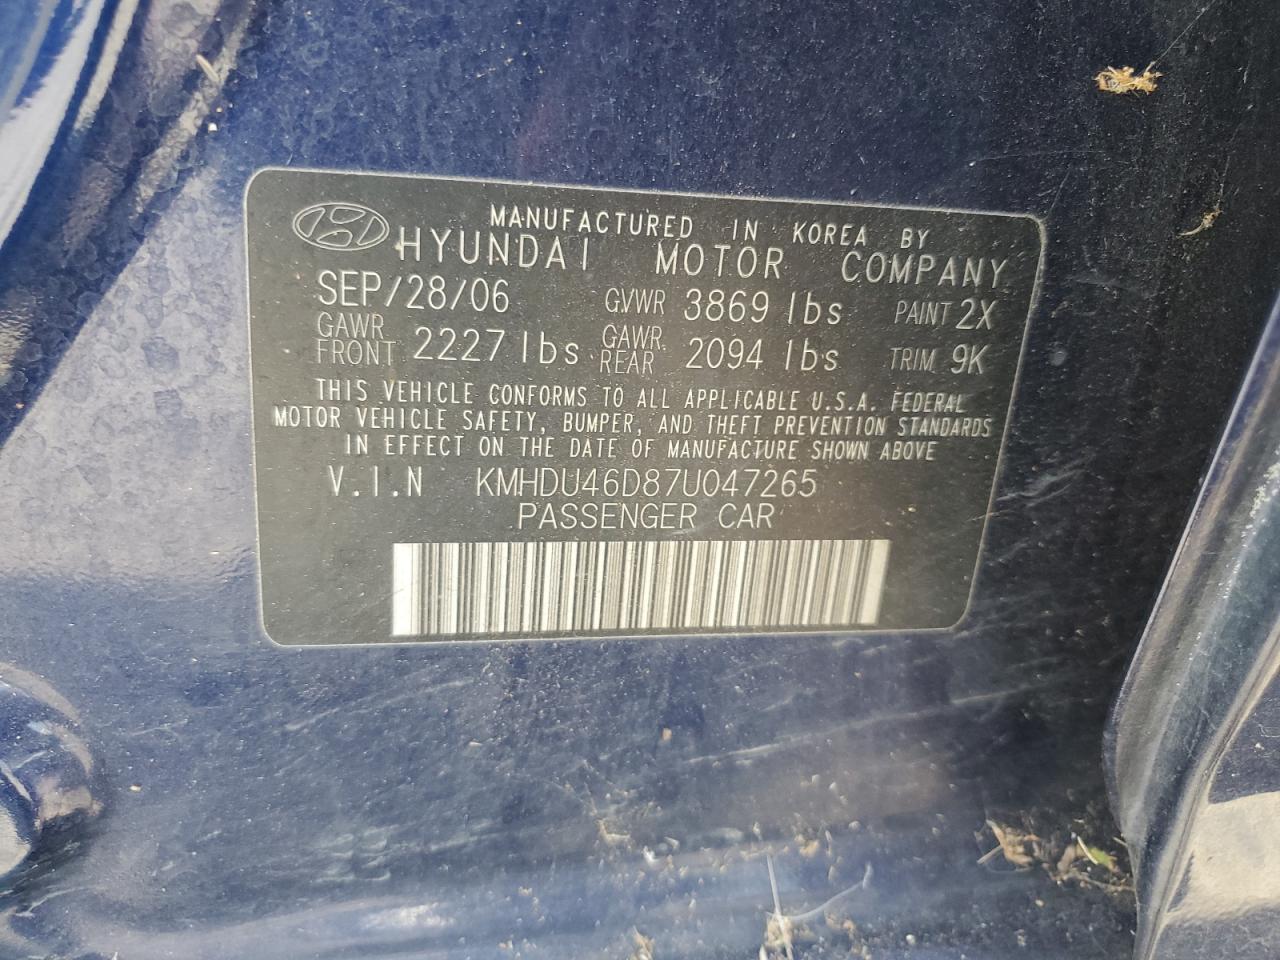 MANUFACTURED IN KOREA BY
HYUNDAI MOTOR COMPANY
SEP/28/06 GVWR 3869 lbs PAINT 2X
GAWR FRONT 2227 lbs GAWR REAR 2094 lbs TRIM 9K
THIS VEHICLE CONFORMS TO ALL APPLICABLE U.S.A. FEDERAL
MOTOR VEHICLE SAFETY, BUMPER, AND THEFT PREVENTION STANDARDS
IN EFFECT ON THE DATE OF MANUFACTURE SHOWN ABOVE
V.I.N KMHDU46D87U047265
PASSENGER CAR